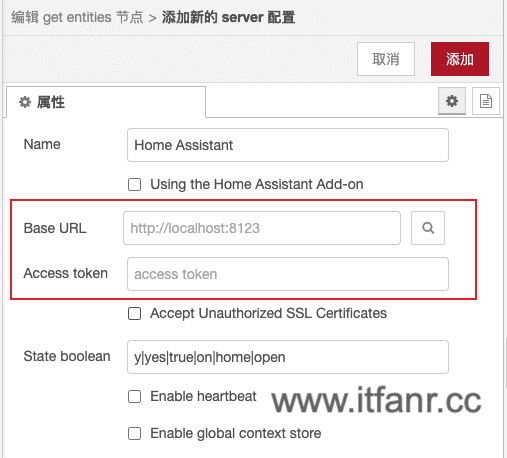 编辑 get entities 节点 > 添加新的 server 配置
取消 添加
属性
Name Home Assistant
Using the Home Assistant Add-on
Base URL http://localhost:8123
Access token access token
Accept Unauthorized SSL Certificates
State boolean y|yes|true|on|home|open
Enable heartbeat
www.itfanr.cc
Enable global context store